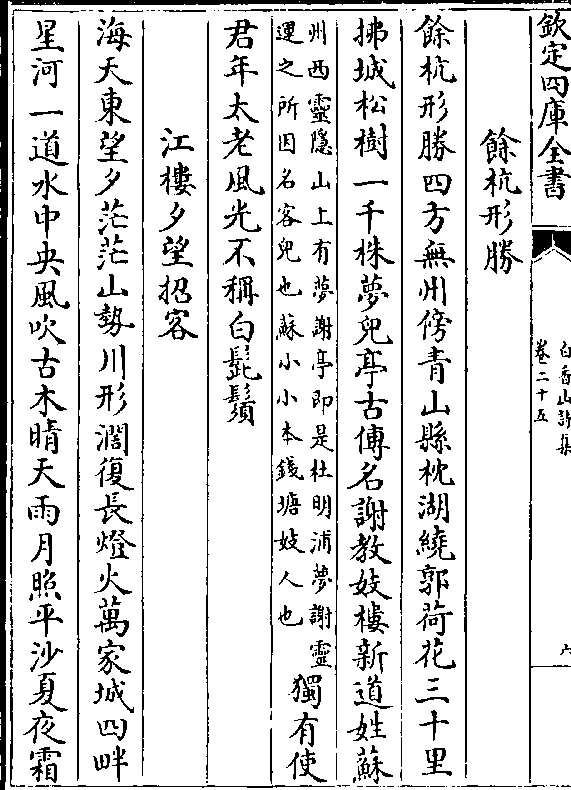 欽定四庫全書
白香山詩集
卷二十五
六
餘杭形勝
餘杭形勝四方無州傍青山縣枕湖繞郭荷花三十里
拂城松樹一千株夢兒亭古傳名謝教妓樓新道姓蘇
州西靈隱山上有夢謝亭即是杜明浦夢謝靈
運之所因名客兒也蘇小小本錢塘妓人也
獨有使
君年太老風光不稱白髭鬚
江樓夕望招客
海天東望夕茫茫山勢川形濶復長燈火萬家城四畔
星河一道水中央風吹古木晴天雨月照平沙夏夜霜